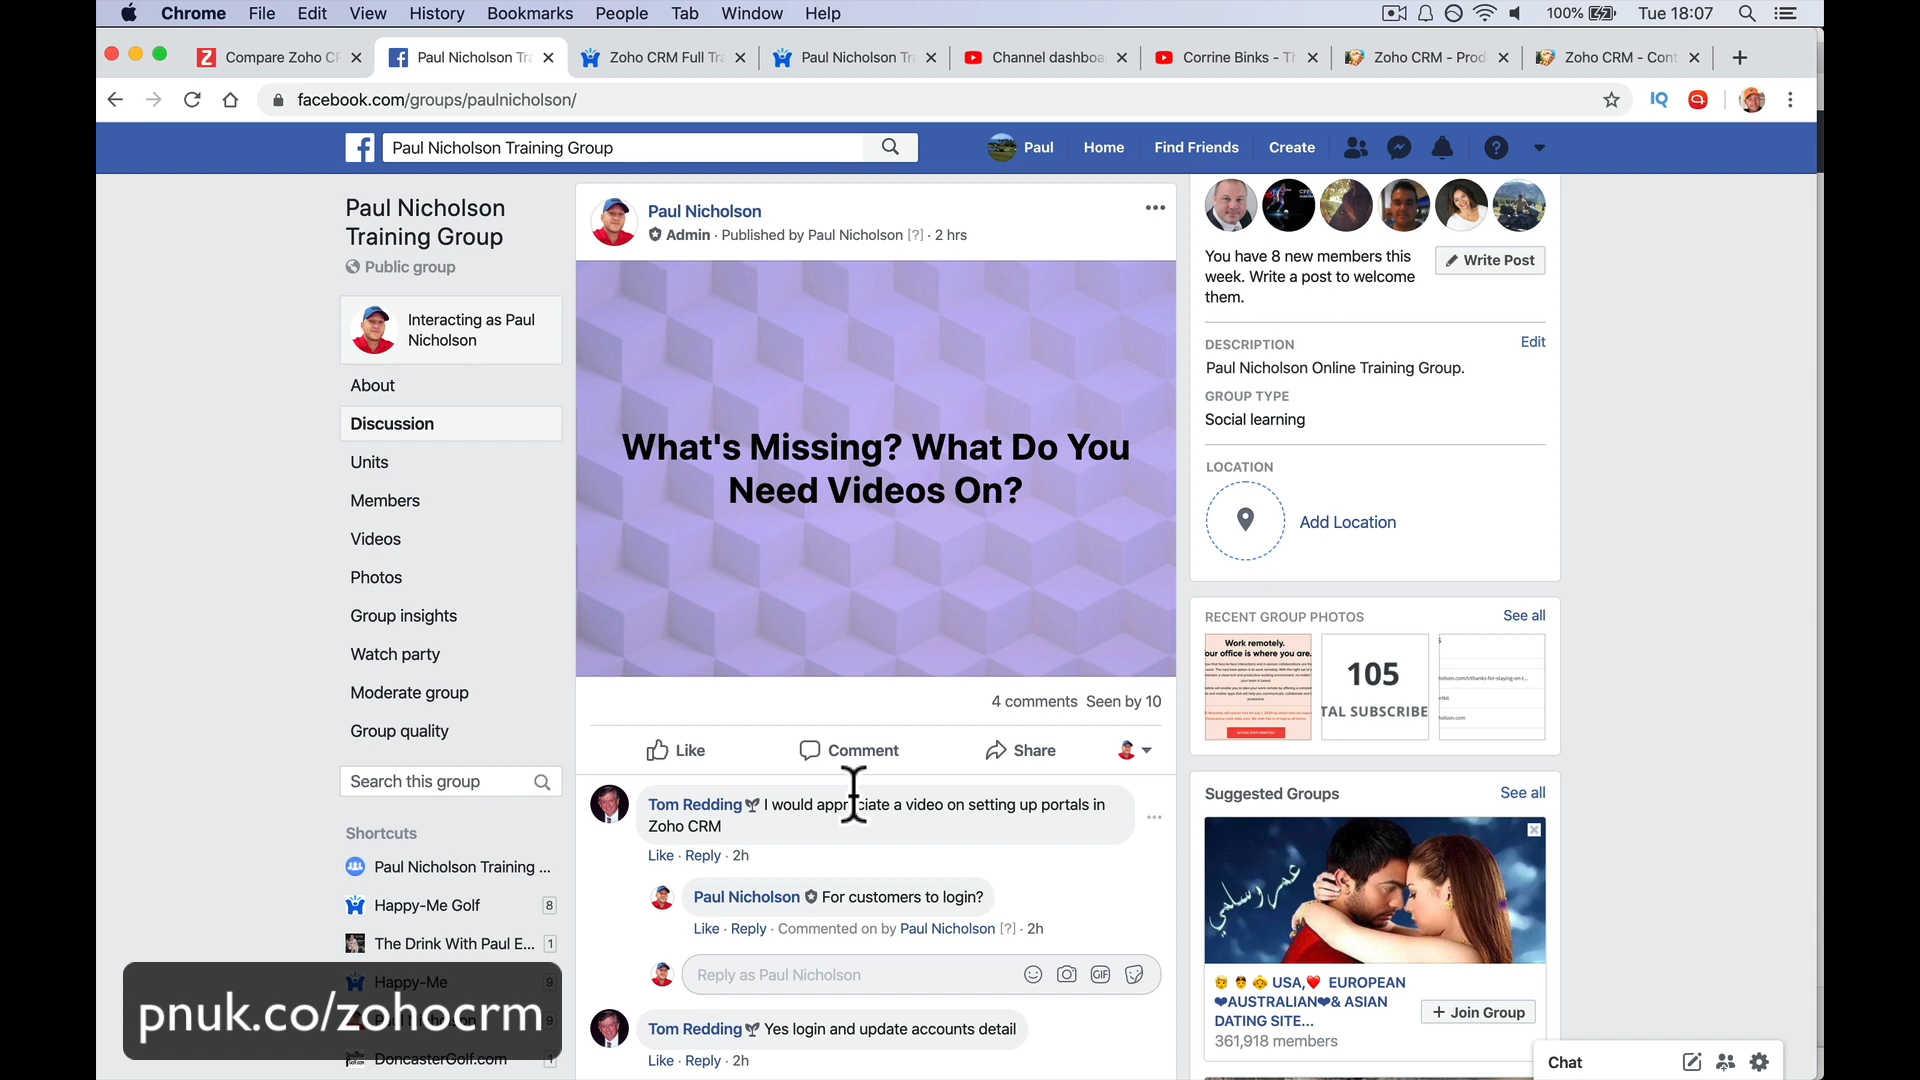 Chrome File Edit View History Bookmarks People Tab Window Help
100% Tue 18:07
Compare Zoho C
Paul Nicholson Tr
Zoho CRM Full Tr
Paul Nicholson Tr
Channel dashboa
Corrine Binks - T
Zoho CRM - Prod
Zoho CRM - Cont
facebook.com/groups/paulnicholson/
IQ
Paul Nicholson Training Group
Paul Home Find Friends Create
Paul Nicholson
Training Group
Public group
Interacting as Paul
Nicholson
About
Discussion
Units
Members
Videos
Photos
Group insights
Watch party
Moderate group
Group quality
Search this group
Shortcuts
Paul Nicholson Training ...
Happy-Me Golf 8
The Drink With Paul E... 1
Happy-Me 9
9
DoncasterGolf.com 1
pnuk.co/zohocrm
Paul Nicholson
Admin · Published by Paul Nicholson [?] · 2 hrs
What's Missing? What Do You
Need Videos On?
4 comments Seen by 10
Like Comment Share
Tom Redding I would appreciate a video on setting up portals in
Zoho CRM
Like · Reply · 2h
Paul Nicholson For customers to login?
Like · Reply · Commented on by Paul Nicholson [?] · 2h
Reply as Paul Nicholson
GIF
Tom Redding Yes login and update accounts detail
Like · Reply · 2h
You have 8 new members this
week. Write a post to welcome
them.
Write Post
DESCRIPTION Edit
Paul Nicholson Online Training Group.
GROUP TYPE
Social learning
LOCATION
Add Location
RECENT GROUP PHOTOS See all
Work remotely.
our office is where you are.
105
TAL SUBSCRIBE
Suggested Groups See all
عمر وسلمى
USA, EUROPEAN
AUSTRALIAN & ASIAN
DATING SITE...
361,918 members
+ Join Group
Chat